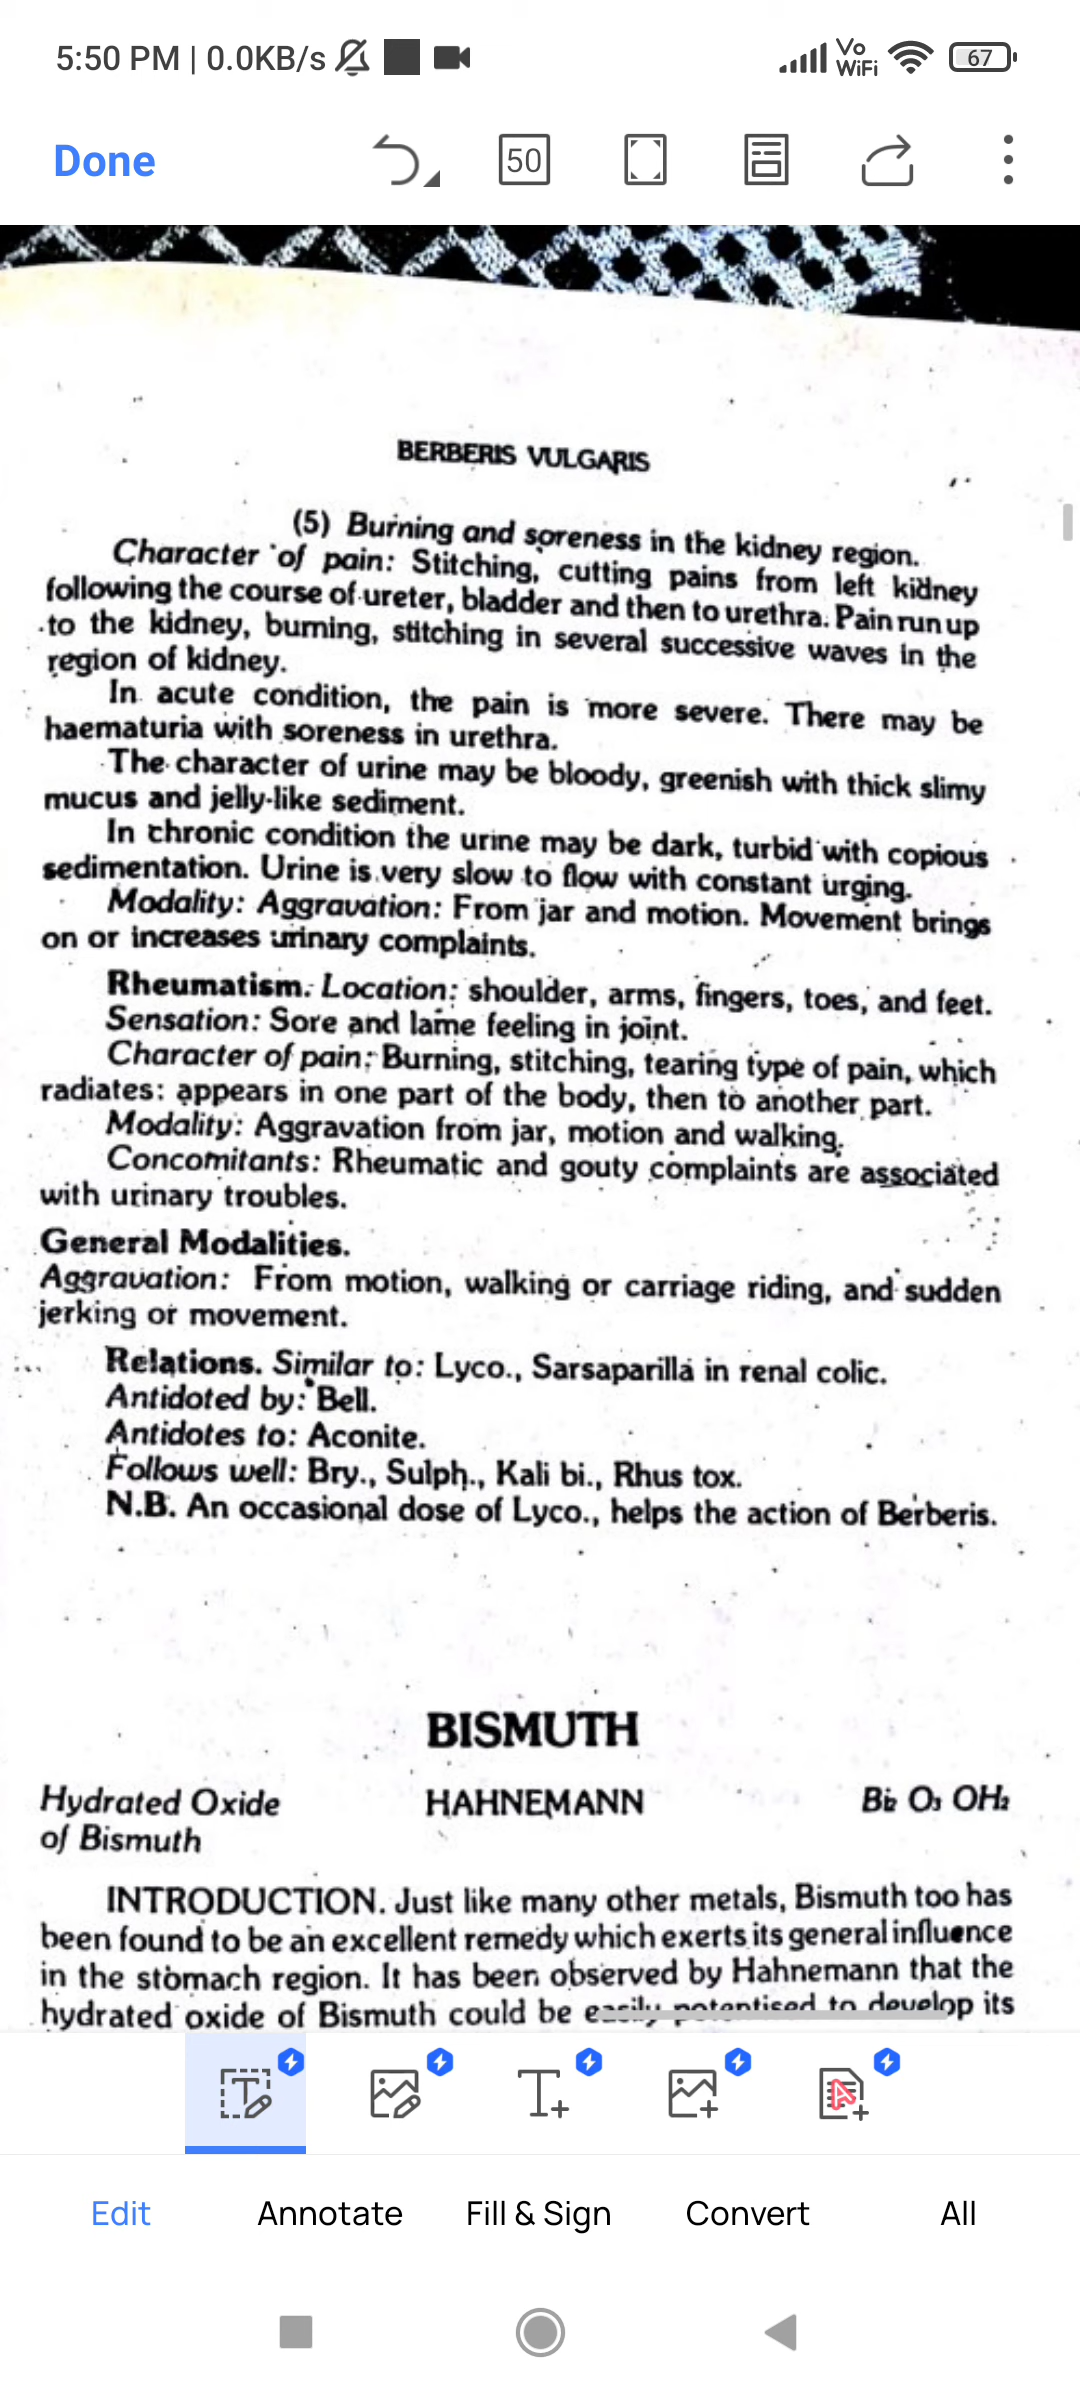 5:50 PM | 0.0KB/s
Vo
WiFi
67
Done
50
BERBERIS VULGARIS
(5) Burning and soreness in the kidney region.
Character of pain: Stitching, cutting pains from left kidney
following the course of ureter, bladder and then to urethra. Pain run up
to the kidney, burning, stitching in several successive waves in the
region of kidney.
In acute condition, the pain is more severe. There may be
haematuria with soreness in urethra.
The character of urine may be bloody, greenish with thick slimy
mucus and jelly-like sediment.
In chronic condition the urine may be dark, turbid with copious
sedimentation. Urine is very slow to flow with constant urging.
Modality: Aggravation: From jar and motion. Movement brings
on or increases urinary complaints.
Rheumatism. Location: shoulder, arms, fingers, toes, and feet.
Sensation: Sore and lame feeling in joint.
Character of pain: Burning, stitching, tearing type of pain, which
radiates: appears in one part of the body, then to another part.
Modality: Aggravation from jar, motion and walking.
Concomitants: Rheumatic and gouty complaints are associated
with urinary troubles.
General Modalities.
Aggravation: From motion, walking or carriage riding, and sudden
jerking or movement.
Relations. Similar to: Lyco., Sarsaparilla in renal colic.
Antidoted by: Bell.
Antidotes to: Aconite.
Follows well: Bry., Sulph., Kali bi., Rhus tox.
N.B. An occasional dose of Lyco., helps the action of Berberis.
BISMUTH
Hydrated Oxide HAHNEMANN Bi₂ O₃ OH₂
of Bismuth
INTRODUCTION. Just like many other metals, Bismuth too has
been found to be an excellent remedy which exerts its general influence
in the stomach region. It has been observed by Hahnemann that the
hydrated oxide of Bismuth could be easily potentised to develop its
Edit Annotate Fill & Sign Convert All